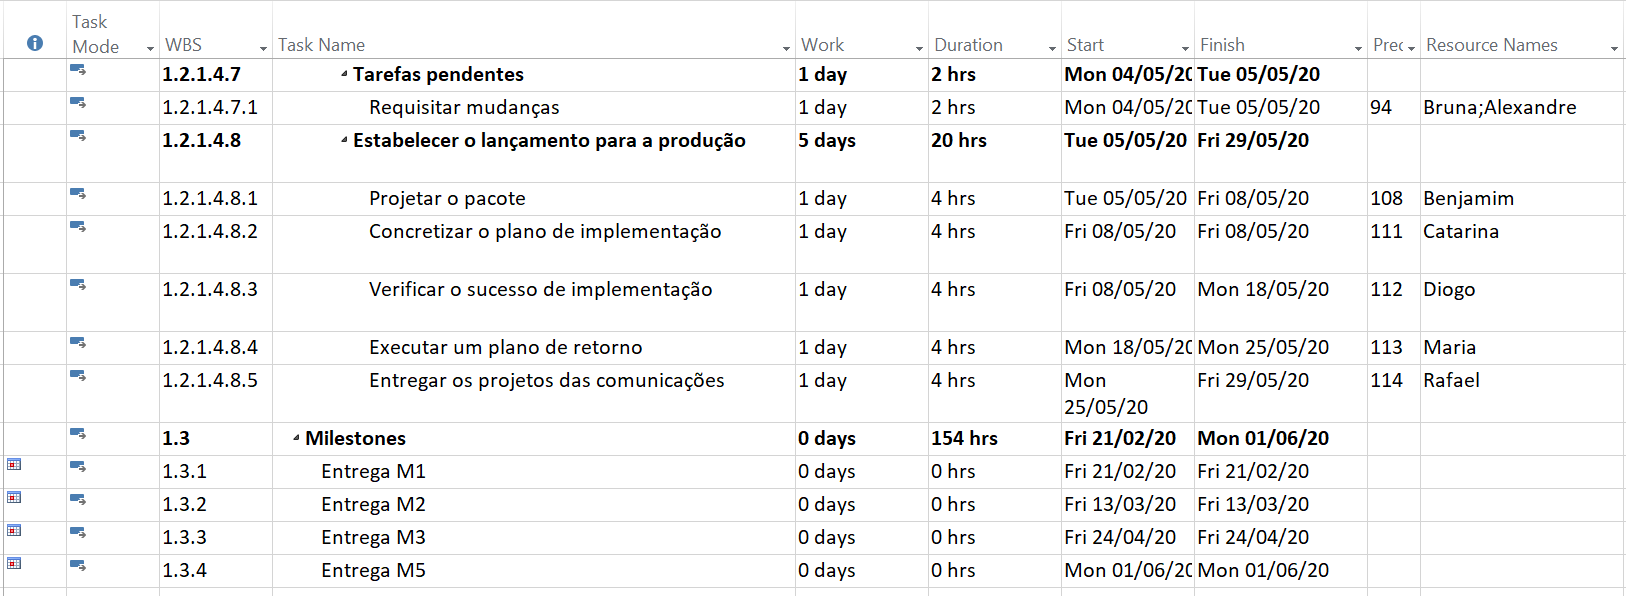 Task Mode WBS Task Name Work Duration Start Finish Prec Resource Names
1.2.1.4.7 Tarefas pendentes 1 day 2 hrs Mon 04/05/20 Tue 05/05/20
1.2.1.4.7.1 Requisitar mudanças 1 day 2 hrs Mon 04/05/20 Tue 05/05/20 94 Bruna;Alexandre
1.2.1.4.8 Estabelecer o lançamento para a produção 5 days 20 hrs Tue 05/05/20 Fri 29/05/20
1.2.1.4.8.1 Projetar o pacote 1 day 4 hrs Tue 05/05/20 Fri 08/05/20 108 Benjamim
1.2.1.4.8.2 Concretizar o plano de implementação 1 day 4 hrs Fri 08/05/20 Fri 08/05/20 111 Catarina
1.2.1.4.8.3 Verificar o sucesso de implementação 1 day 4 hrs Fri 08/05/20 Mon 18/05/20 112 Diogo
1.2.1.4.8.4 Executar um plano de retorno 1 day 4 hrs Mon 18/05/20 Mon 25/05/20 113 Maria
1.2.1.4.8.5 Entregar os projetos das comunicações 1 day 4 hrs Mon 25/05/20 Fri 29/05/20 114 Rafael
1.3 Milestones 0 days 154 hrs Fri 21/02/20 Mon 01/06/20
1.3.1 Entrega M1 0 days 0 hrs Fri 21/02/20 Fri 21/02/20
1.3.2 Entrega M2 0 days 0 hrs Fri 13/03/20 Fri 13/03/20
1.3.3 Entrega M3 0 days 0 hrs Fri 24/04/20 Fri 24/04/20
1.3.4 Entrega M5 0 days 0 hrs Mon 01/06/20 Mon 01/06/20